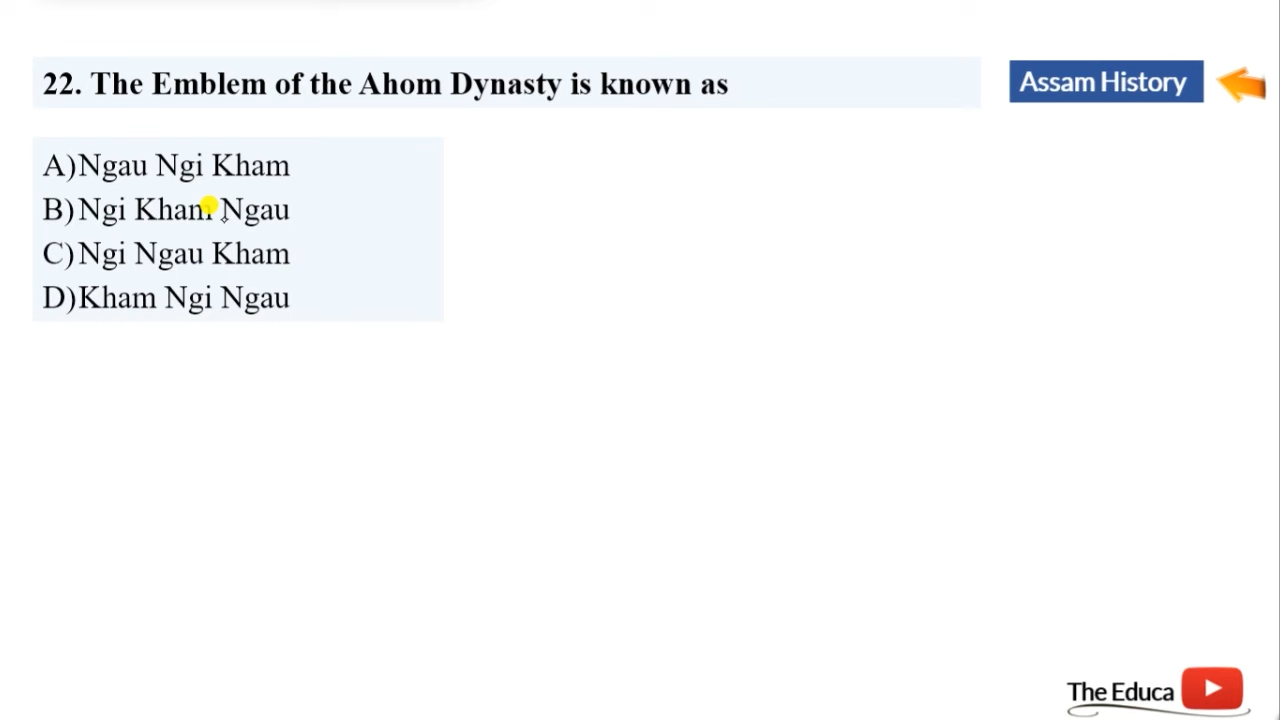 22. The Emblem of the Ahom Dynasty is known as
Assam History
A) Ngau Ngi Kham
B) Ngi Kham Ngau
C) Ngi Ngau Kham
D) Kham Ngi Ngau
The Educa